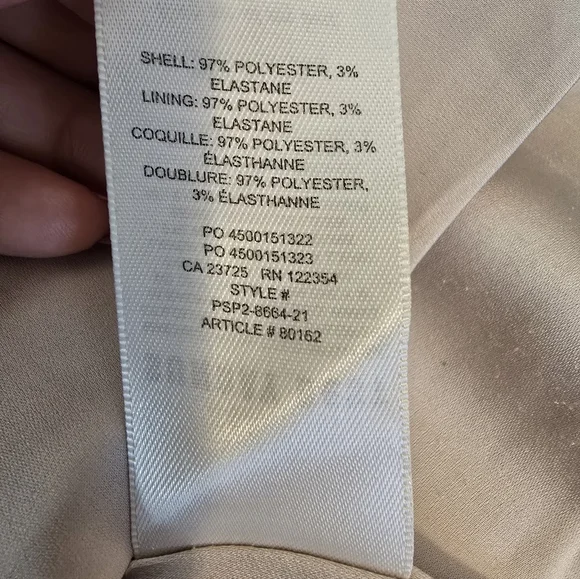 SHELL: 97% POLYESTER, 3%
ELASTANE
LINING: 97% POLYESTER, 3%
ELASTANE
COQUILLE: 97% POLYESTER, 3%
ÉLASTHANNE
DOUBLURE: 97% POLYESTER,
3% ÉLASTHANNE
PO 4500151322
PO 4500151323
CA 23725 RN 122354
STYLE #
PSP2-8664-21
ARTICLE # 80162